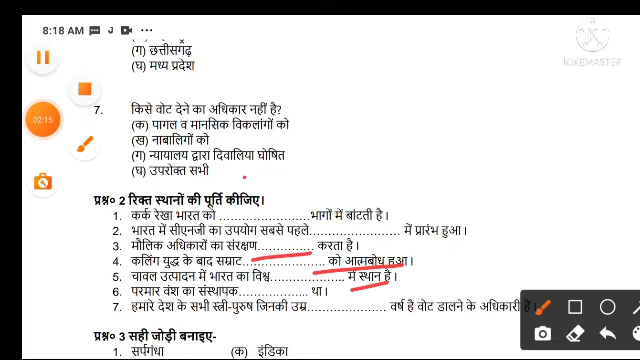 8:18 AM
KINEMASTER
(ग) छत्तीसगढ़
(घ) मध्य प्रदेश
02:15
7. किसे वोट देने का अधिकार नहीं है?
(क) पागल व मानसिक विकलांगों को
(ख) नाबालिगों को
(ग) न्यायालय द्वारा दिवालिया घोषित
(घ) उपरोक्त सभी
प्रश्न० 2 रिक्त स्थानों की पूर्ति कीजिए।
1. कर्क रेखा भारत को ......................भागों में बांटती है।
2. भारत में सीएनजी का उपयोग सबसे पहले...................... में प्रारंभ हुआ।
3. मौलिक अधिकारों का संरक्षण.............. करता है।
4. कलिंग युद्ध के बाद सम्राट.................... को आत्मबोध हुआ।
5. चावल उत्पादन में भारत का विश्व .................. में स्थान है।
6. परमार वंश का संस्थापक................. था।
7. हमारे देश के सभी स्त्री-पुरुष जिनकी उम्र................... वर्ष है वोट डालने के अधिकारी हैं।
प्रश्न० 3 सही जोड़ी बनाइए-
1. सर्पगंधा (क) इंडिका